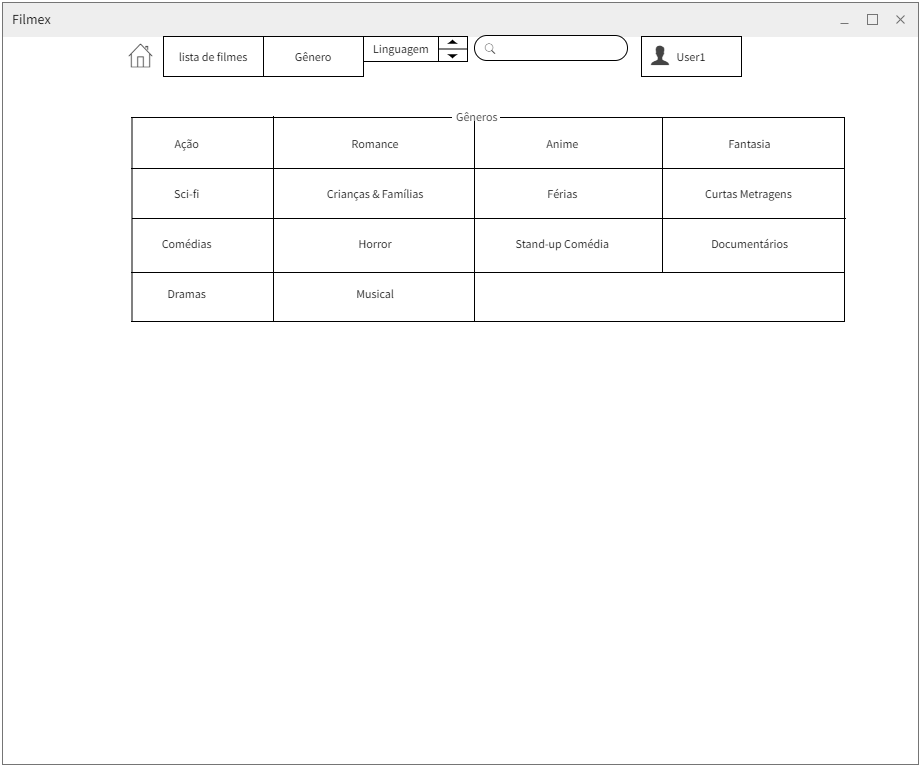 Filmex
lista de filmes
Gênero
Linguagem
User1
Gêneros
Ação
Romance
Anime
Fantasia
Sci-fi
Crianças & Famílias
Férias
Curtas Metragens
Comédias
Horror
Stand-up Comédia
Documentários
Dramas
Musical